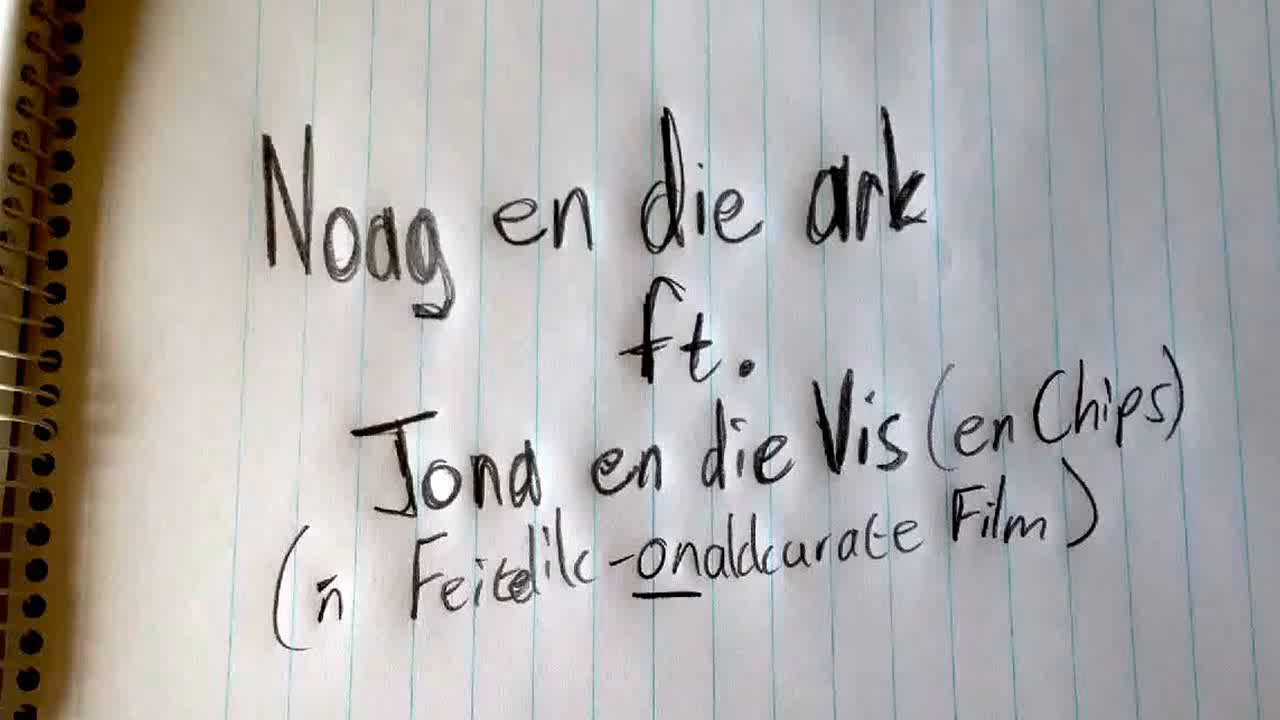 Noag en die ark
ft.
Jona en die Vis (en Chips)
('n Feitelik-onakkurate Film)